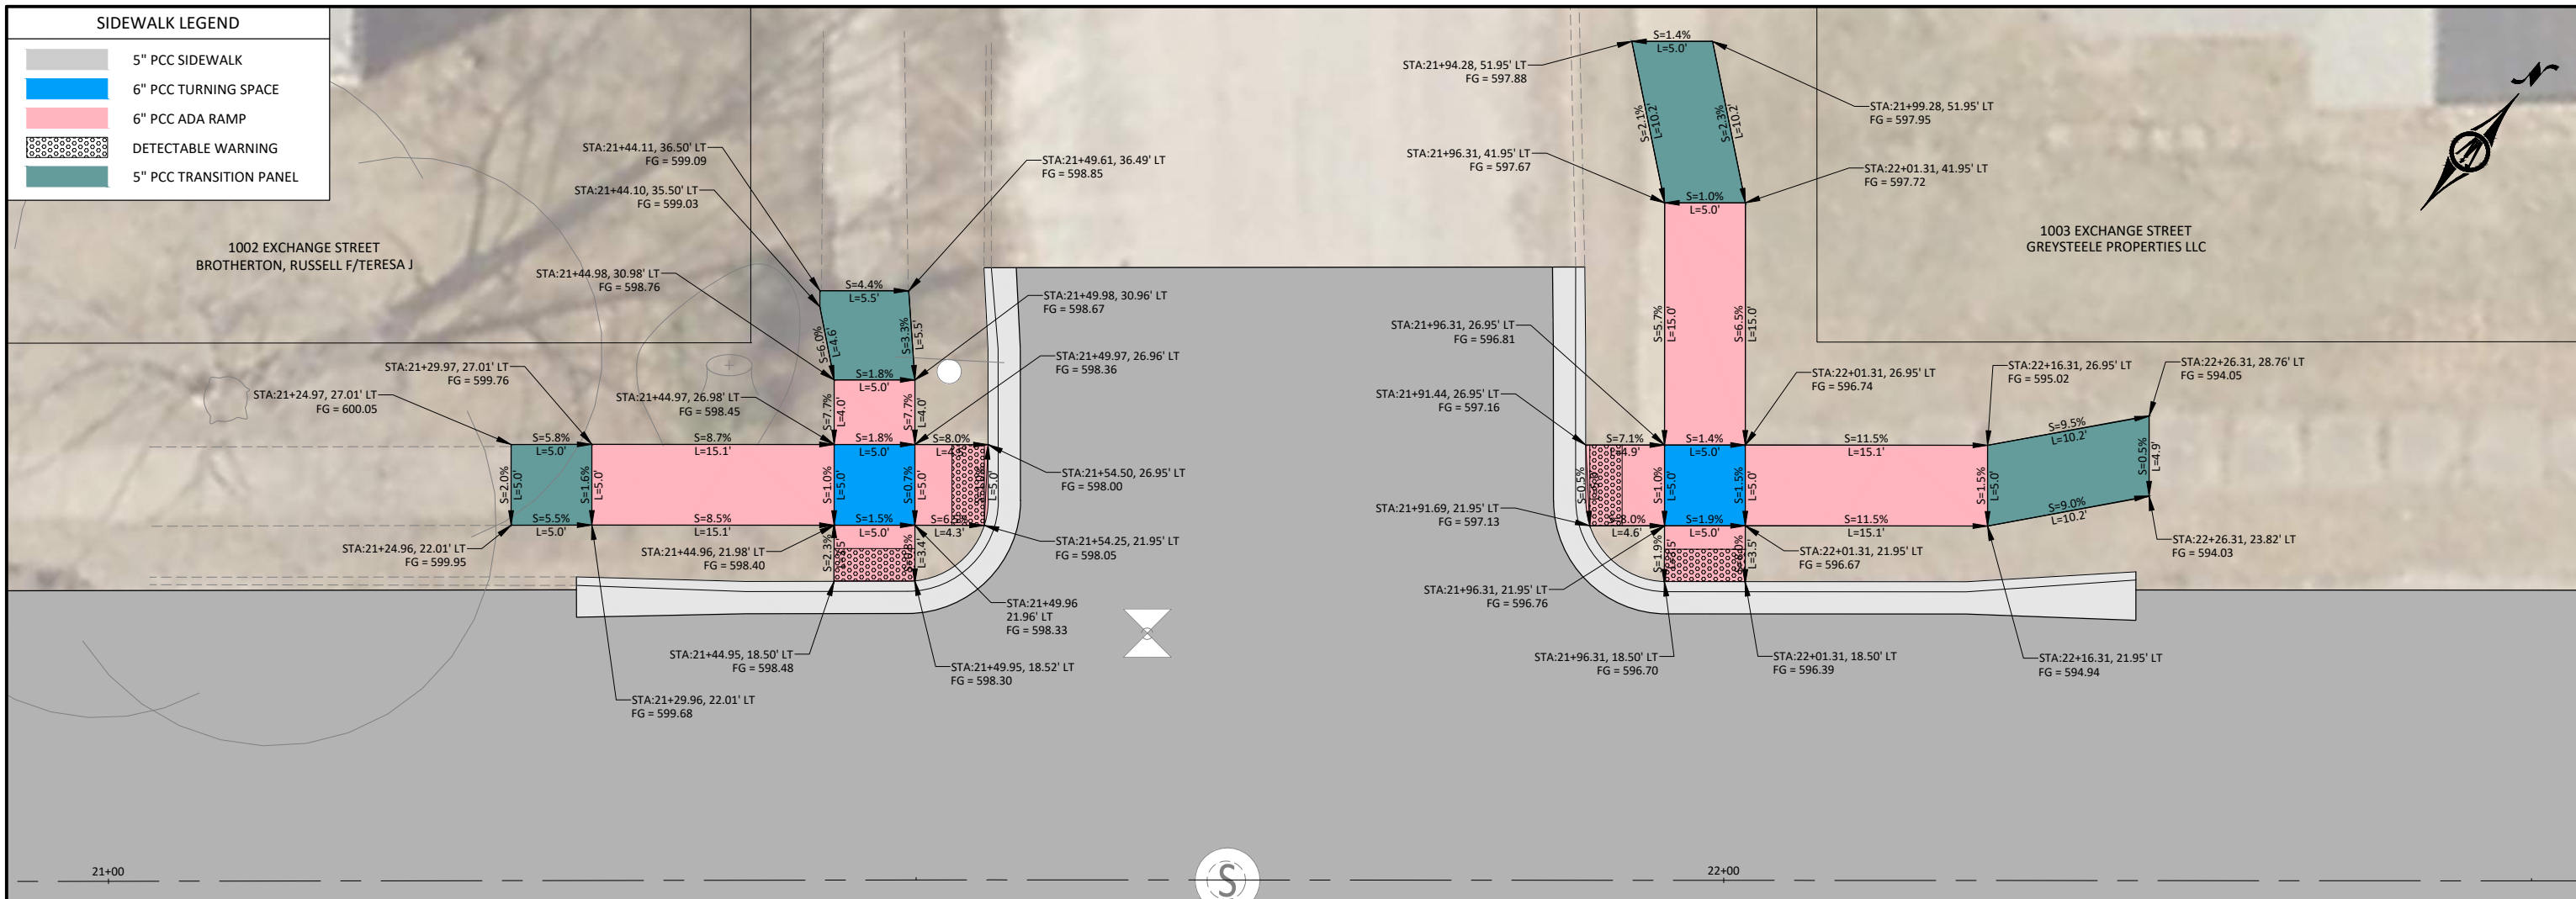 SIDEWALK LEGEND
5" PCC SIDEWALK
6" PCC TURNING SPACE
6" PCC ADA RAMP
DETECTABLE WARNING
5" PCC TRANSITION PANEL
1002 EXCHANGE STREET
BROTHERTON, RUSSELL F/TERESA J
STA:21+44.11, 36.50' LT
FG = 599.09
STA:21+44.10, 35.50' LT
FG = 599.03
STA:21+49.61, 36.49' LT
FG = 598.85
STA:21+44.98, 30.98' LT
FG = 598.76
STA:21+49.98, 30.96' LT
FG = 598.67
STA:21+29.97, 27.01' LT
FG = 599.76
STA:21+24.97, 27.01' LT
FG = 600.05
STA:21+44.97, 26.98' LT
FG = 598.45
STA:21+49.97, 26.96' LT
FG = 598.36
STA:21+54.50, 26.95' LT
FG = 598.00
STA:21+54.25, 21.95' LT
FG = 598.05
STA:21+24.96, 22.01' LT
FG = 599.95
STA:21+44.96, 21.98' LT
FG = 598.40
STA:21+49.96
21.96' LT
FG = 598.33
STA:21+44.95, 18.50' LT
FG = 598.48
STA:21+49.95, 18.52' LT
FG = 598.30
STA:21+29.96, 22.01' LT
FG = 599.68
S=4.4%
L=5.5'
S=6.0%
L=4.6'
S=3.3%
L=5.5'
S=1.8%
L=5.0'
S=7.7%
L=4.0'
S=7.7%
L=4.0'
S=5.8%
L=5.0'
S=8.7%
L=15.1'
S=1.8%
L=5.0'
S=8.0%
S=2.0%
L=5.0'
S=1.6%
L=5.0'
S=1.0%
L=5.0'
S=0.7%
L=5.0'
L=5.0'
S=5.5%
L=5.0'
S=8.5%
L=15.1'
S=1.5%
L=5.0'
L=4.3'
S=2.3%
L=3.4'
STA:21+94.28, 51.95' LT
FG = 597.88
STA:21+99.28, 51.95' LT
FG = 597.95
STA:21+96.31, 41.95' LT
FG = 597.67
STA:22+01.31, 41.95' LT
FG = 597.72
1003 EXCHANGE STREET
GREYSTEELE PROPERTIES LLC
STA:21+96.31, 26.95' LT
FG = 596.81
STA:22+01.31, 26.95' LT
FG = 596.74
STA:22+16.31, 26.95' LT
FG = 595.02
STA:22+26.31, 28.76' LT
FG = 594.05
STA:21+91.44, 26.95' LT
FG = 597.16
STA:21+91.69, 21.95' LT
FG = 597.13
STA:22+26.31, 23.82' LT
FG = 594.03
STA:21+96.31, 21.95' LT
FG = 596.76
STA:22+01.31, 21.95' LT
FG = 596.67
STA:21+96.31, 18.50' LT
FG = 596.70
STA:22+01.31, 18.50' LT
FG = 596.39
STA:22+16.31, 21.95' LT
FG = 594.94
S=1.4%
L=5.0'
S=2.1%
L=10.2'
S=2.3%
L=10.2'
S=1.0%
L=5.0'
S=5.7%
L=15.0'
S=6.5%
L=15.0'
S=7.1%
L=4.9'
S=1.4%
L=5.0'
S=11.5%
L=15.1'
S=9.5%
L=10.2'
S=0.5%
S=1.0%
L=5.0'
S=1.5%
L=5.0'
S=1.5%
L=5.0'
S=0.5%
L=4.9'
S=8.0%
L=4.6'
S=1.9%
L=5.0'
S=11.5%
L=15.1'
S=9.0%
L=10.2'
S=1.9%
L=3.5'
N
S
21+00
22+00